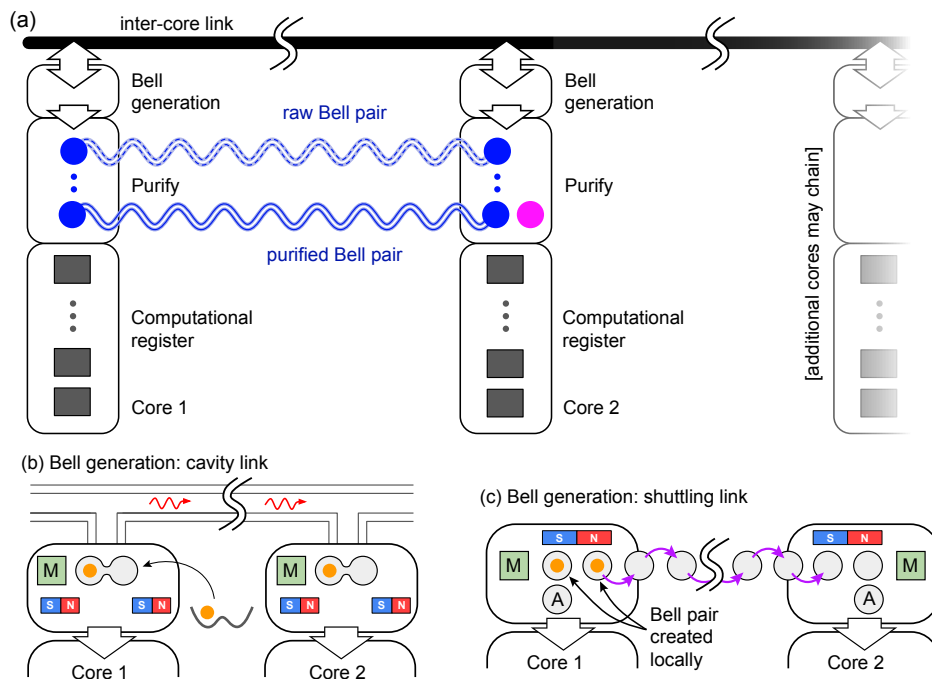 (a)
inter-core link
Bell
generation
Bell
generation
raw Bell pair
Purify
Purify
purified Bell pair
Computational
register
Computational
register
[additional cores may chain]
Core 1
Core 2
(b) Bell generation: cavity link
M
S N
S N
M
S N
S N
Core 1
Core 2
(c) Bell generation: shuttling link
S N
S N
M
M
A
A
Bell pair
created
locally
Core 1
Core 2